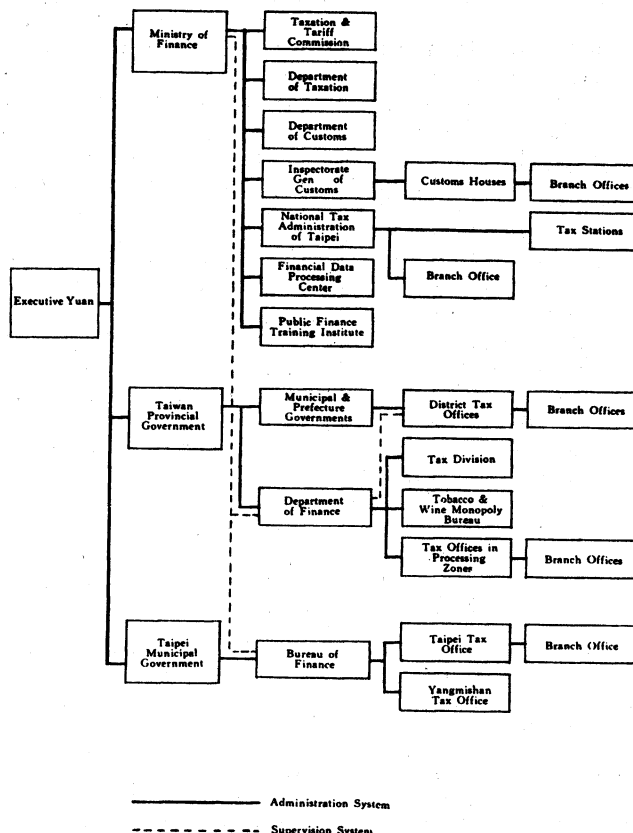 Ministry of
Finance
Taxation &
Tariff
Commission
Department
of Taxation
Department
of Customs
Inspectorate
Gen of
Customs
Customs Houses
Branch Offices
National Tax
Administration
of Taipei
Tax Stations
Financial Data
Processing
Center
Branch Office
Executive Yuan
Public Finance
Training Institute
Taiwan
Provincial
Government
Municipal &
Prefecture
Governments
District Tax
Offices
Branch Offices
Tax Division
Department
of Finance
Tobacco &
Wine Monopoly
Bureau
Tax Offices in
Processing
Zones
Branch Offices
Taipei
Municipal
Government
Bureau of
Finance
Taipei Tax
Office
Branch Office
Yangmishan
Tax Office
Administration System
Supervision System